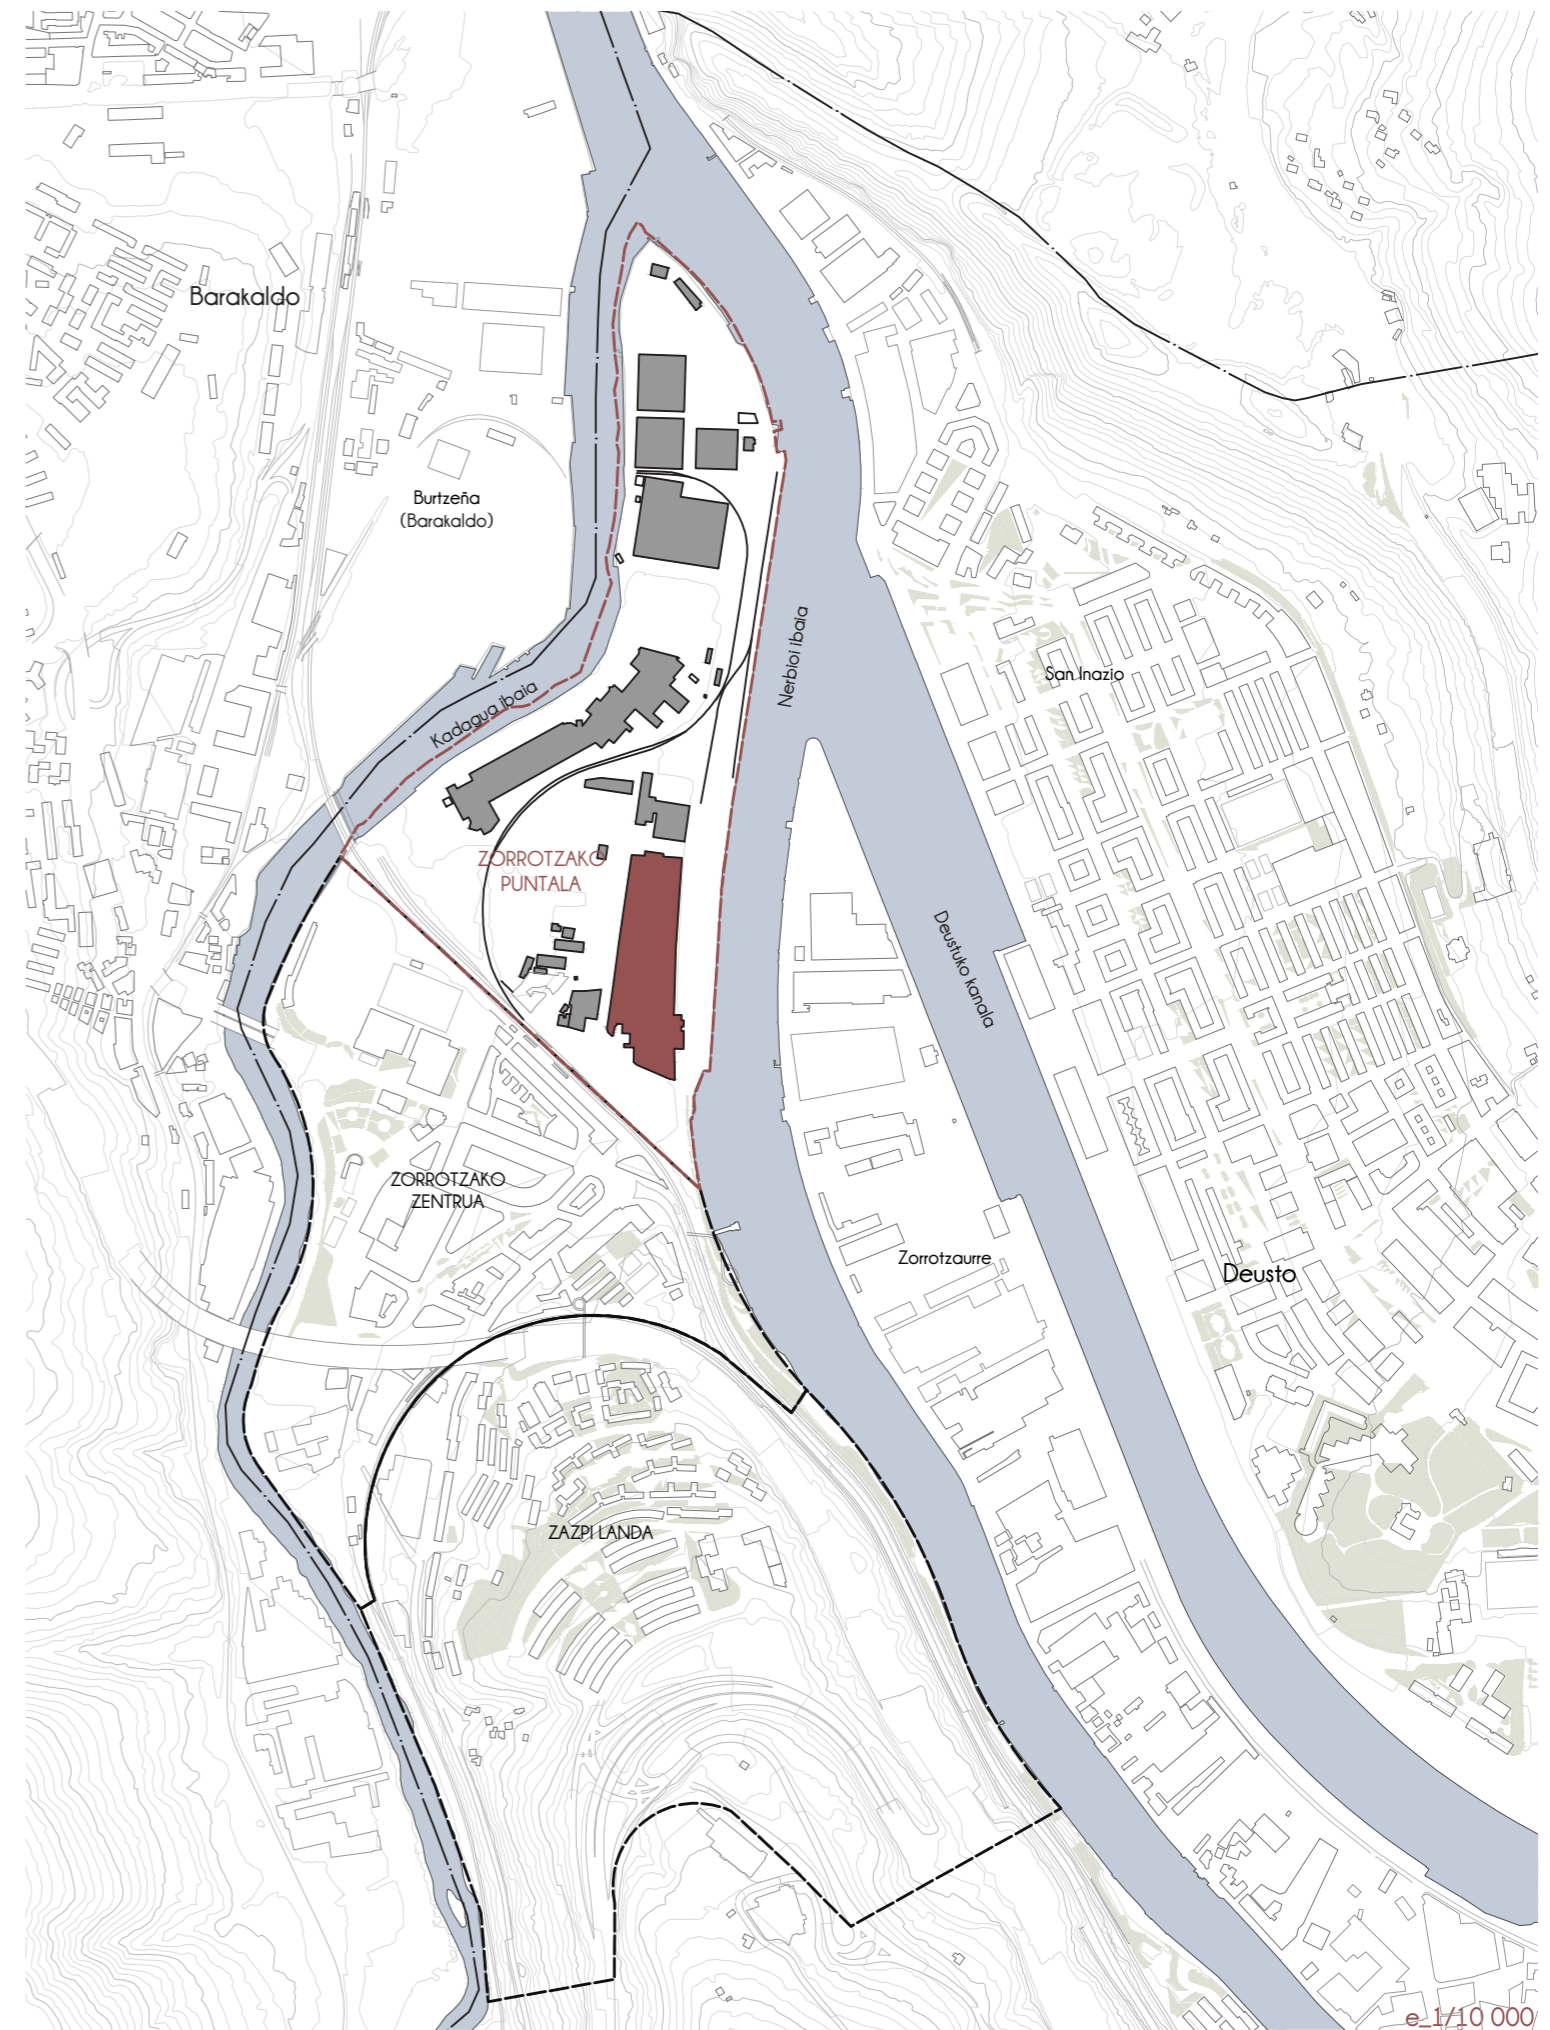 Barakaldo
Burtzeña
(Barakaldo)
Nerbioi ibaia
San Inazio
Kadagua ibaia
ZORROTZAKO
PUNTALA
Deustuko kanala
ZORROTZAKO
ZENTRUA
Zorrotzaurre
Deusto
ZAZPI LANDA
e_1/10 000